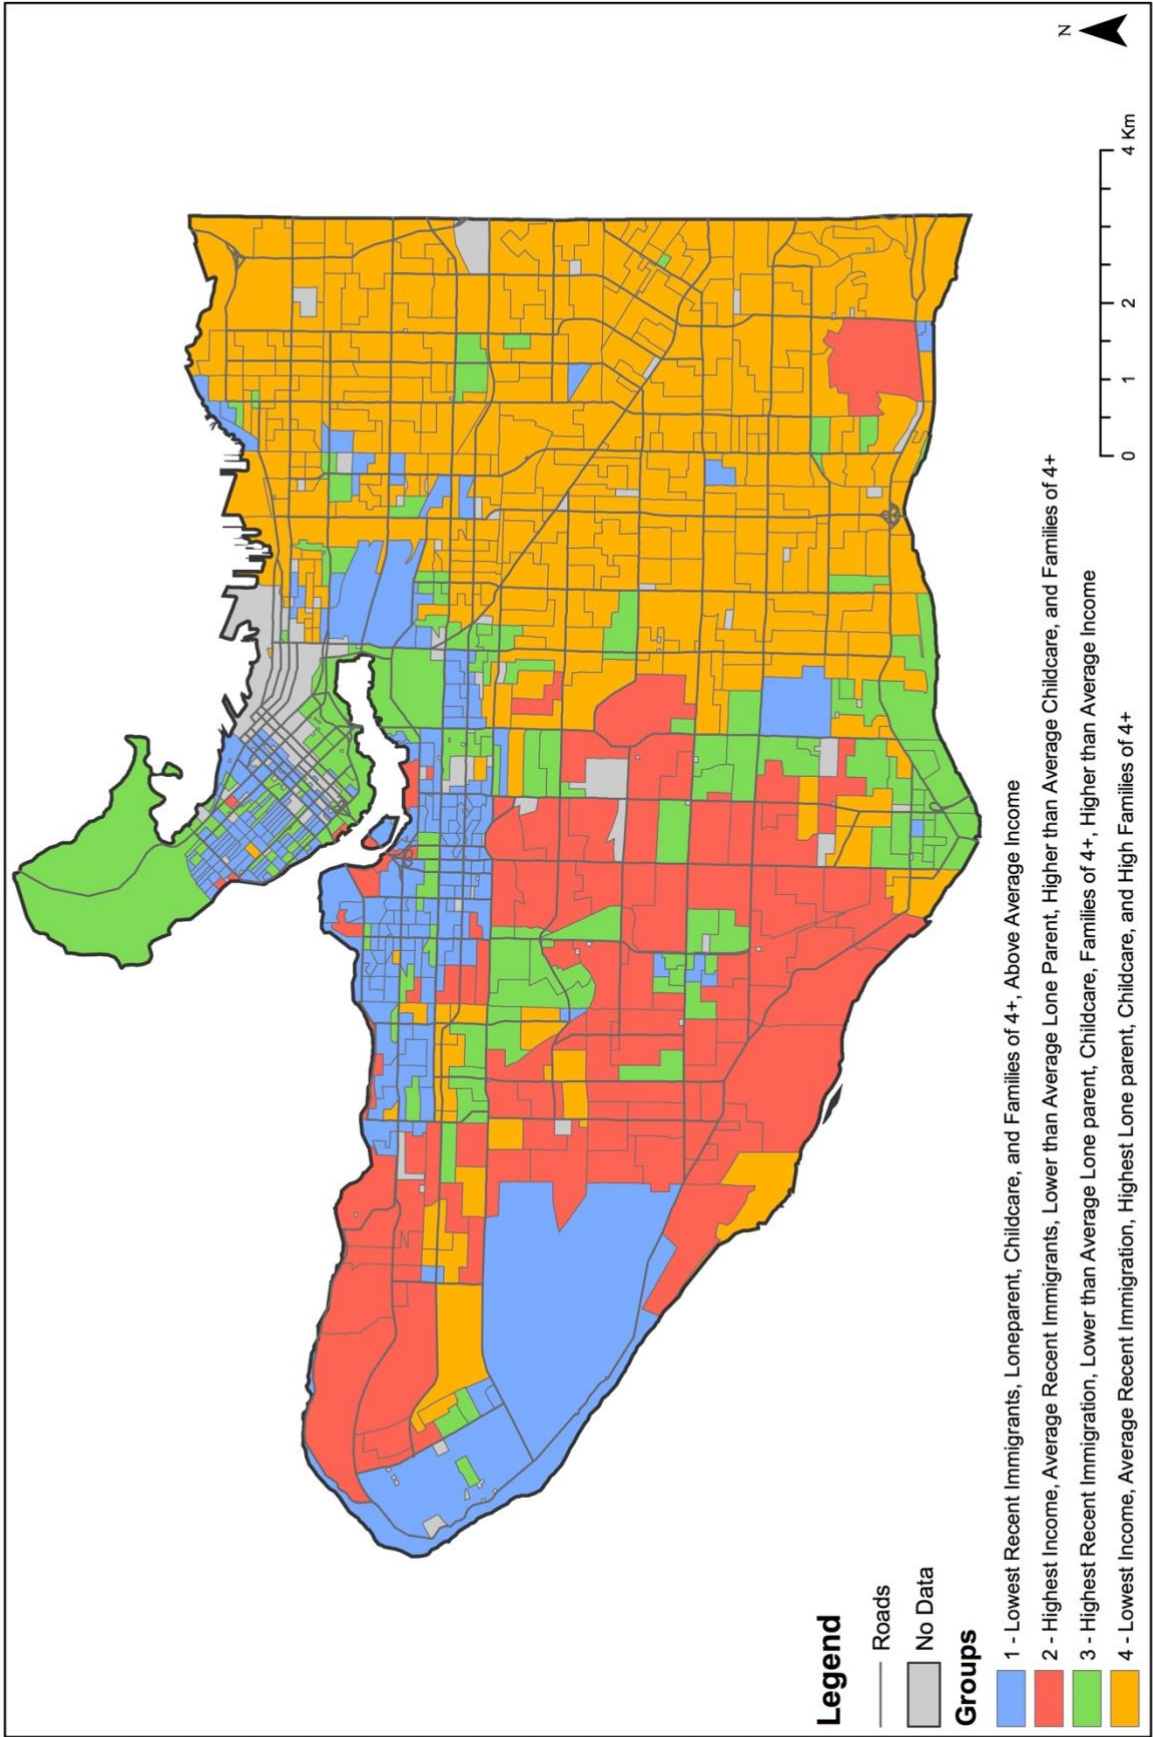 N
0 1 2 4 Km
Legend
Roads
No Data
Groups
1 - Lowest Recent Immigrants, Loneparent, Childcare, and Families of 4+, Above Average Income
2 - Highest Income, Average Recent Immigrants, Lower than Average Lone Parent, Higher than Average Childcare, and Families of 4+
3 - Highest Recent Immigration, Lower than Average Lone parent, Childcare, Families of 4+, Higher than Average Income
4 - Lowest Income, Average Recent Immigration, Highest Lone parent, Childcare, and High Families of 4+